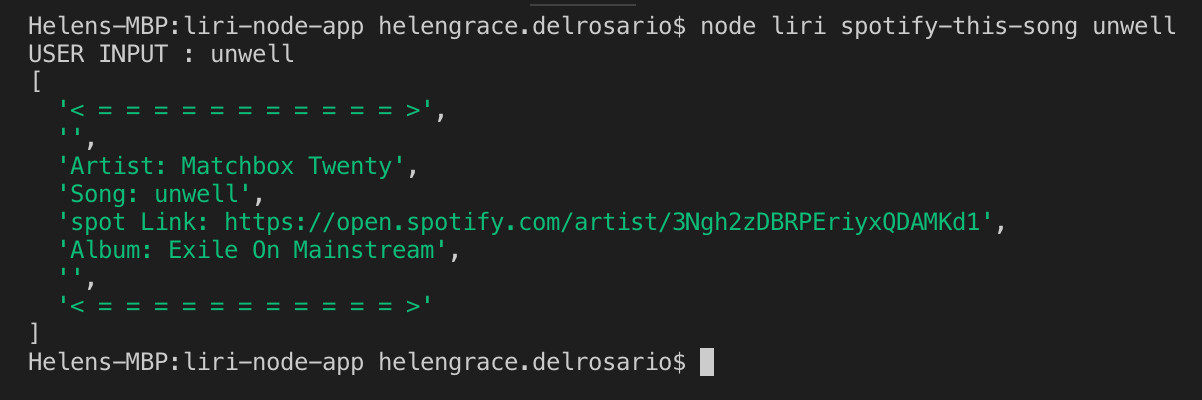 Helens-MBP:liri-node-app helengrace.delrosario$ node liri spotify-this-song unwell
USER INPUT : unwell
[
  '< = = = = = = = = = = = = >',
  '',
  'Artist: Matchbox Twenty',
  'Song: unwell',
  'spot Link: https://open.spotify.com/artist/3Ngh2zDBRPEriyxQDAMKd1',
  'Album: Exile On Mainstream',
  '',
  '< = = = = = = = = = = = = >'
]
Helens-MBP:liri-node-app helengrace.delrosario$